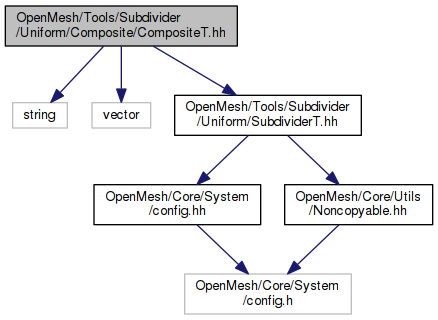 OpenMesh/Tools/Subdivider
/Uniform/Composite/CompositeT.hh
string
vector
OpenMesh/Tools/Subdivider
/Uniform/SubdividerT.hh
OpenMesh/Core/System
/config.hh
OpenMesh/Core/Utils
/Noncopyable.hh
OpenMesh/Core/System
/config.h